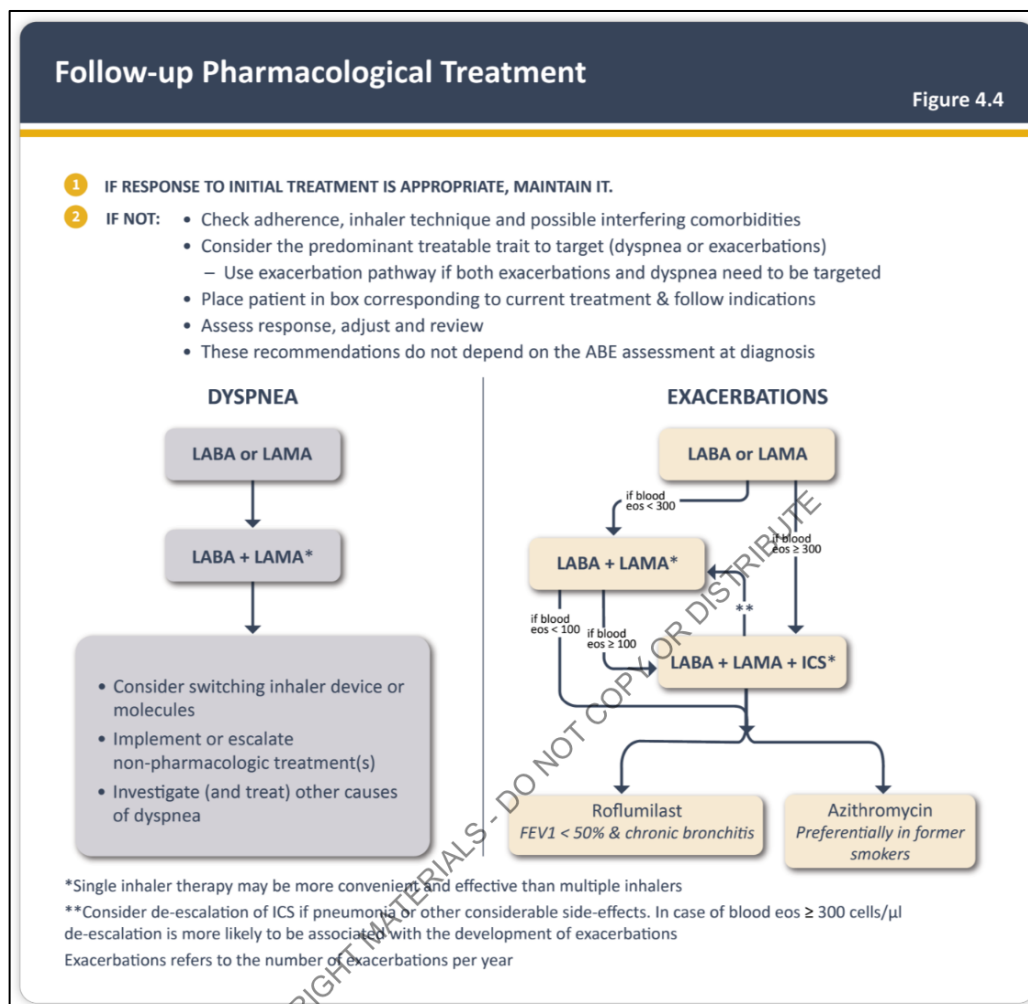 Follow-up Pharmacological Treatment
Figure 4.4
1 IF RESPONSE TO INITIAL TREATMENT IS APPROPRIATE, MAINTAIN IT.
2 IF NOT: • Check adherence, inhaler technique and possible interfering comorbidities
• Consider the predominant treatable trait to target (dyspnea or exacerbations)
– Use exacerbation pathway if both exacerbations and dyspnea need to be targeted
• Place patient in box corresponding to current treatment & follow indications
• Assess response, adjust and review
• These recommendations do not depend on the ABE assessment at diagnosis
DYSPNEA
LABA or LAMA
LABA + LAMA*
• Consider switching inhaler device or
molecules
• Implement or escalate
non-pharmacologic treatment(s)
• Investigate (and treat) other causes
of dyspnea
EXACERBATIONS
LABA or LAMA
if blood
eos < 300
if blood
eos ≥ 300
LABA + LAMA*
**
if blood
eos < 100
if blood
eos ≥ 100
LABA + LAMA + ICS*
Roflumilast
FEV1 < 50% & chronic bronchitis
Azithromycin
Preferentially in former
smokers
*Single inhaler therapy may be more convenient and effective than multiple inhalers
**Consider de-escalation of ICS if pneumonia or other considerable side-effects. In case of blood eos ≥ 300 cells/µl
de-escalation is more likely to be associated with the development of exacerbations
Exacerbations refers to the number of exacerbations per year
RIGHT MATERIALS - DO NOT COPY OR DISTRIBUTE